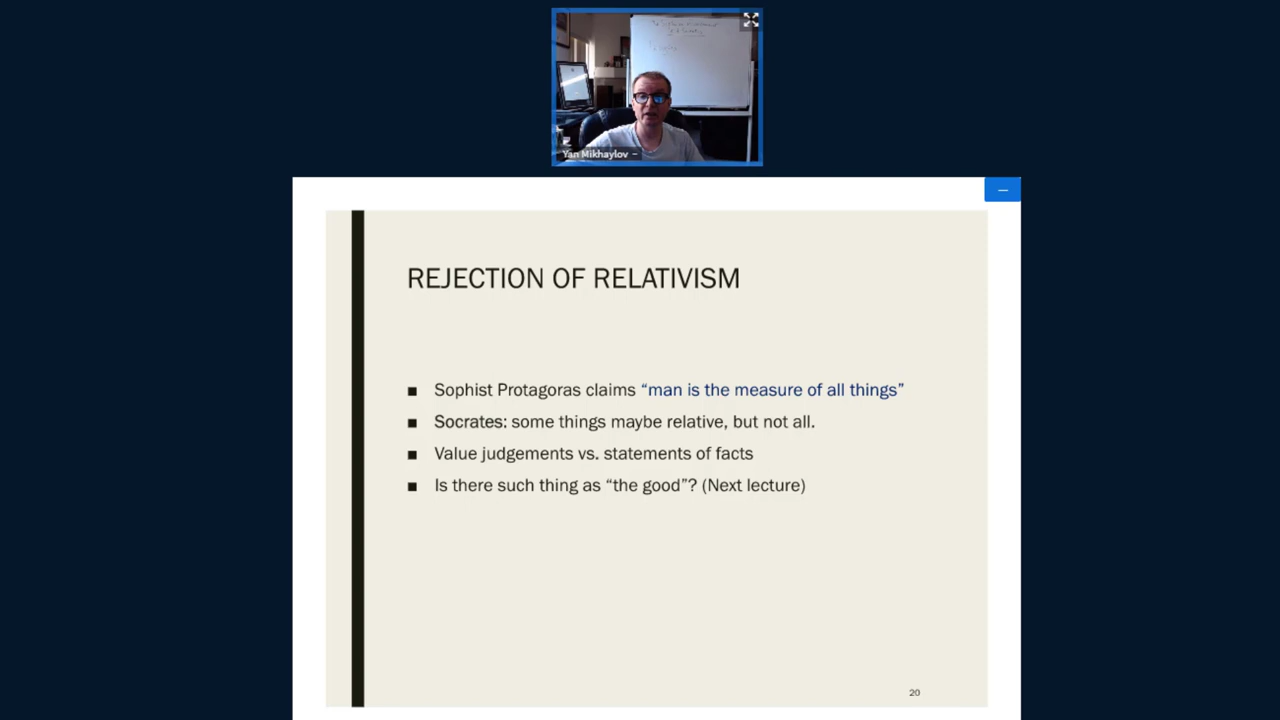 Yan Mikhaylov
REJECTION OF RELATIVISM
■ Sophist Protagoras claims “man is the measure of all things”
■ Socrates: some things maybe relative, but not all.
■ Value judgements vs. statements of facts
■ Is there such thing as “the good”? (Next lecture)
20